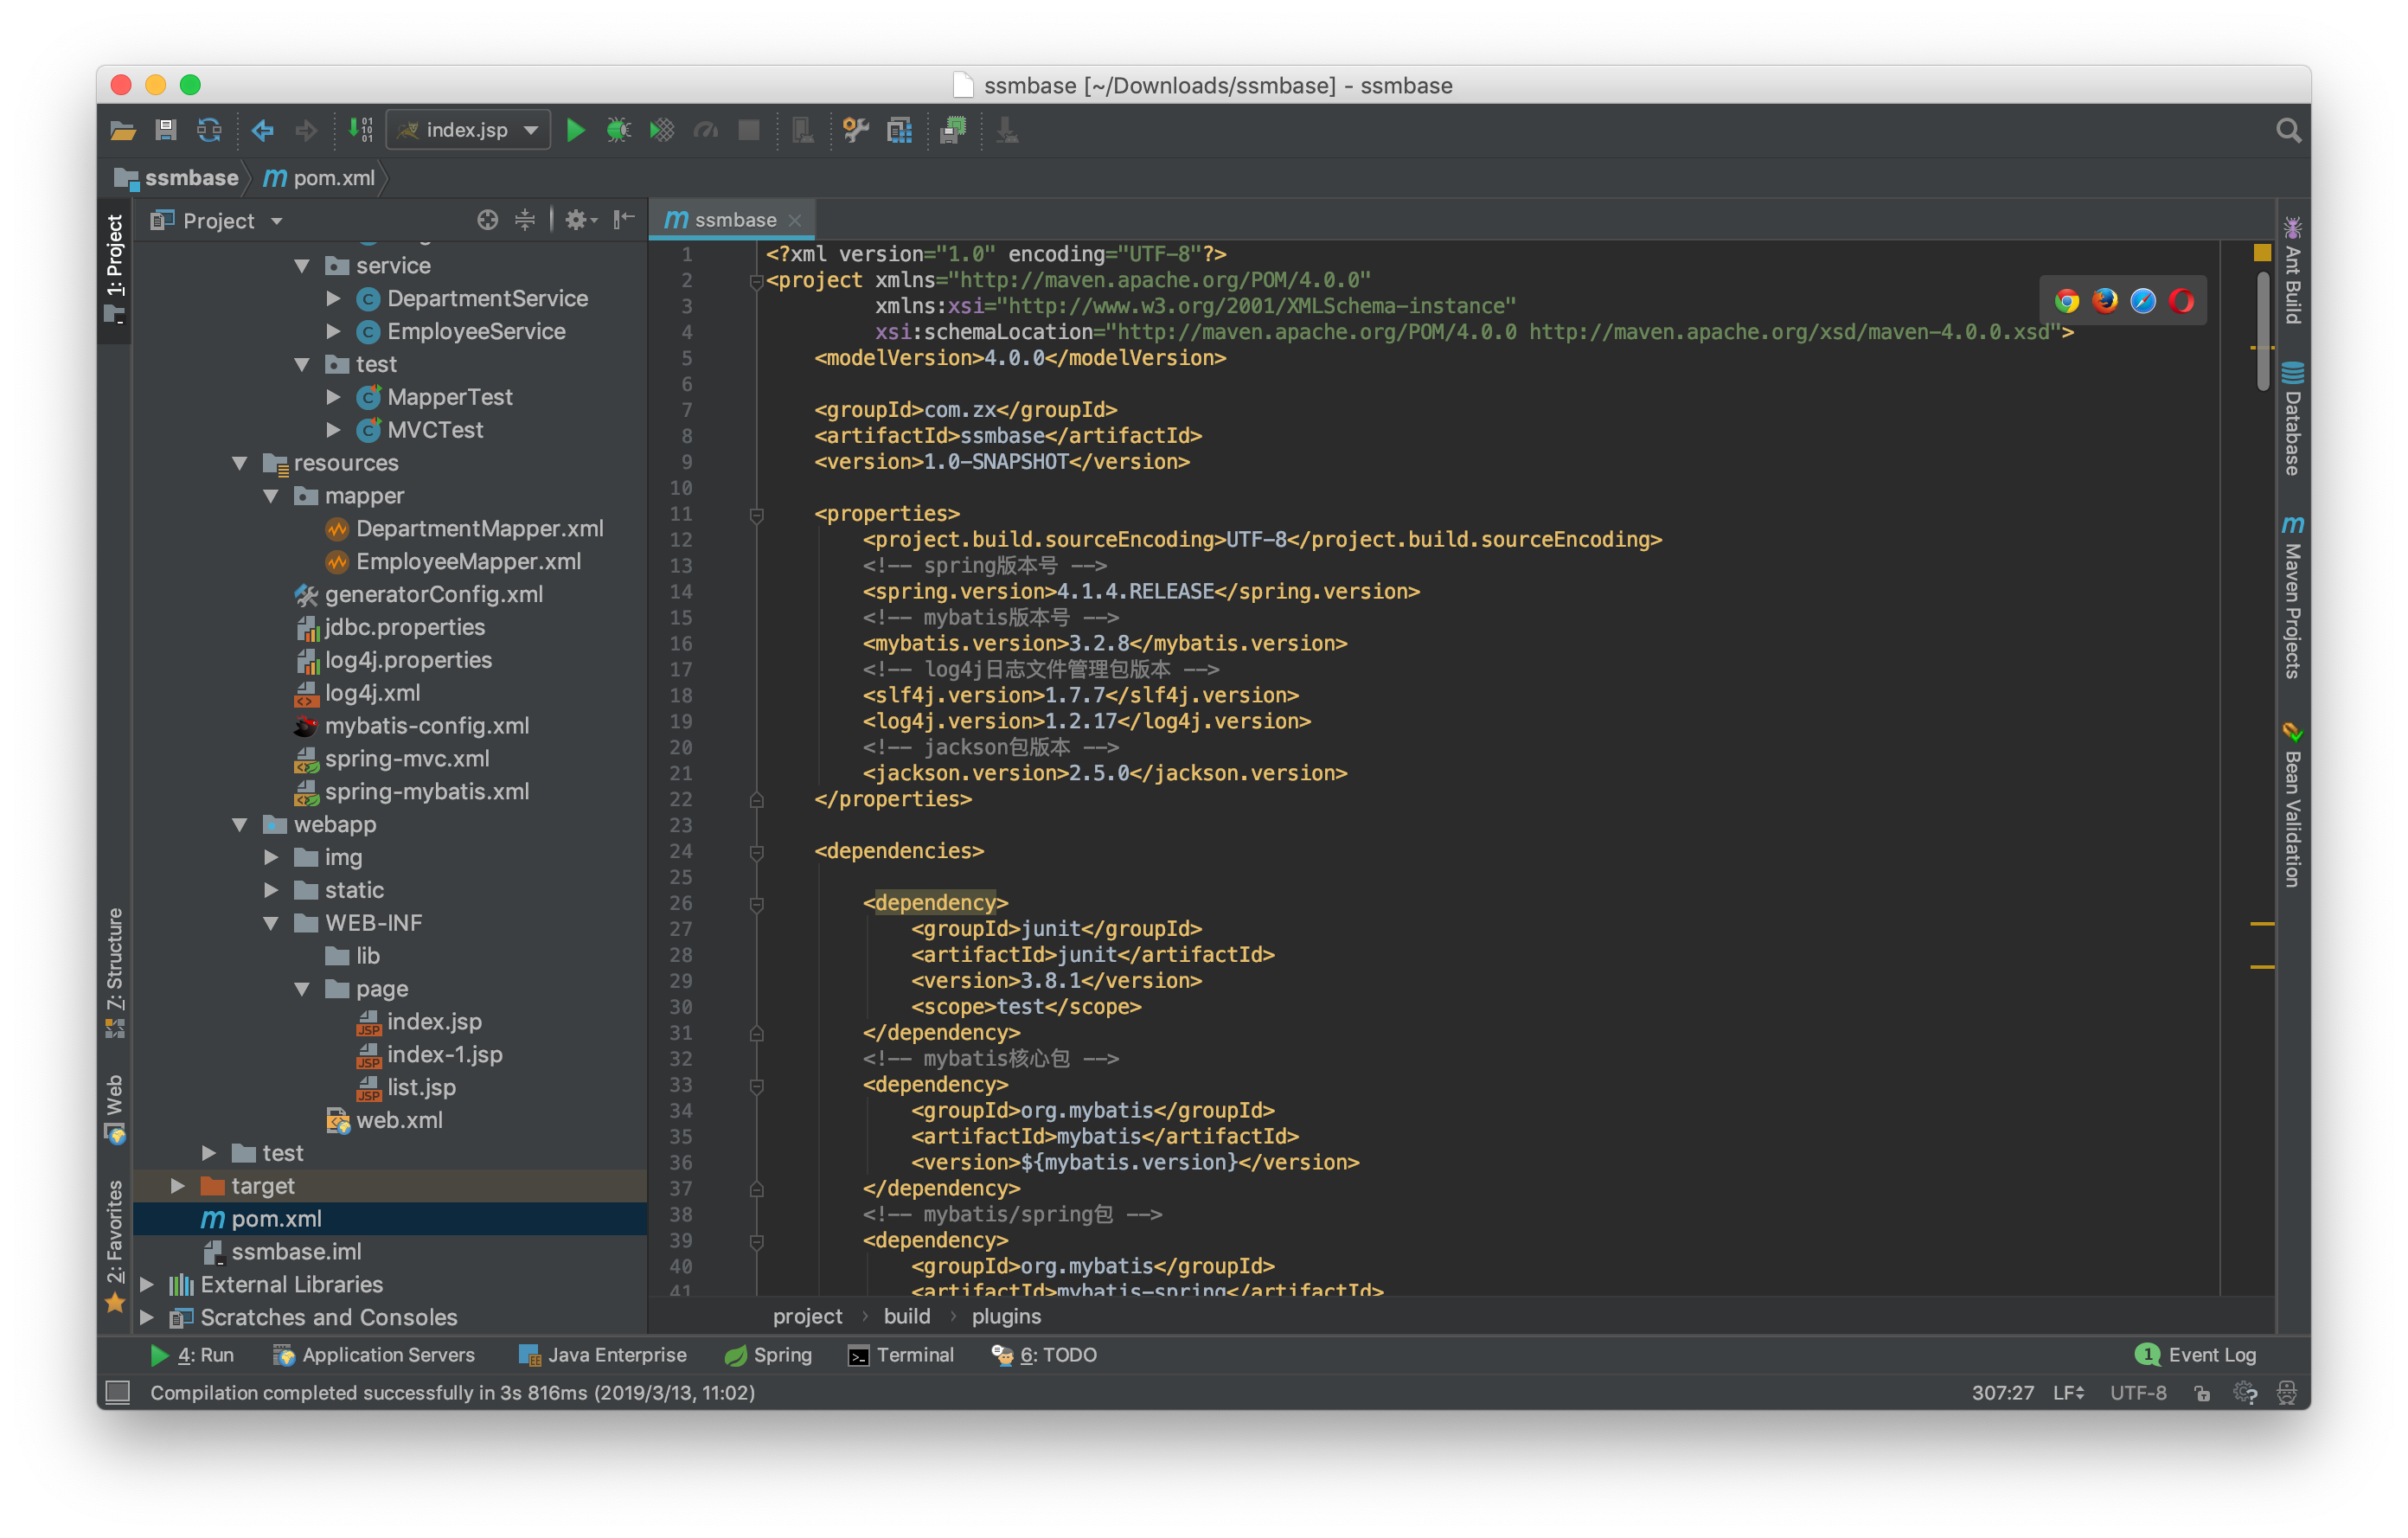 ssmbase [~/Downloads/ssmbase] - ssmbase
index.jsp
ssmbase
pom.xml
1: Project
7: Structure
Web
2: Favorites
Project
service
DepartmentService
EmployeeService
test
MapperTest
MVCTest
resources
mapper
DepartmentMapper.xml
EmployeeMapper.xml
generatorConfig.xml
jdbc.properties
log4j.properties
log4j.xml
mybatis-config.xml
spring-mvc.xml
spring-mybatis.xml
webapp
img
static
WEB-INF
lib
page
index.jsp
index-1.jsp
list.jsp
web.xml
test
target
pom.xml
ssmbase.iml
External Libraries
Scratches and Consoles
ssmbase
1 <?xml version="1.0" encoding="UTF-8"?>
2 <project xmlns="http://maven.apache.org/POM/4.0.0"
3 xmlns:xsi="http://www.w3.org/2001/XMLSchema-instance"
4 xsi:schemaLocation="http://maven.apache.org/POM/4.0.0 http://maven.apache.org/xsd/maven-4.0.0.xsd">
5 <modelVersion>4.0.0</modelVersion>
6
7 <groupId>com.zx</groupId>
8 <artifactId>ssmbase</artifactId>
9 <version>1.0-SNAPSHOT</version>
10
11 <properties>
12 <project.build.sourceEncoding>UTF-8</project.build.sourceEncoding>
13 <!-- spring版本号 -->
14 <spring.version>4.1.4.RELEASE</spring.version>
15 <!-- mybatis版本号 -->
16 <mybatis.version>3.2.8</mybatis.version>
17 <!-- log4j日志文件管理包版本 -->
18 <slf4j.version>1.7.7</slf4j.version>
19 <log4j.version>1.2.17</log4j.version>
20 <!-- jackson包版本 -->
21 <jackson.version>2.5.0</jackson.version>
22 </properties>
23
24 <dependencies>
25
26 <dependency>
27 <groupId>junit</groupId>
28 <artifactId>junit</artifactId>
29 <version>3.8.1</version>
30 <scope>test</scope>
31 </dependency>
32 <!-- mybatis核心包 -->
33 <dependency>
34 <groupId>org.mybatis</groupId>
35 <artifactId>mybatis</artifactId>
36 <version>${mybatis.version}</version>
37 </dependency>
38 <!-- mybatis/spring包 -->
39 <dependency>
40 <groupId>org.mybatis</groupId>
41 <artifactId>mybatis-spring</artifactId>
project › build › plugins
Ant Build
Database
Maven Projects
Bean Validation
4: Run
Application Servers
Java Enterprise
Spring
Terminal
6: TODO
1 Event Log
Compilation completed successfully in 3s 816ms (2019/3/13, 11:02)
307:27
LF
UTF-8